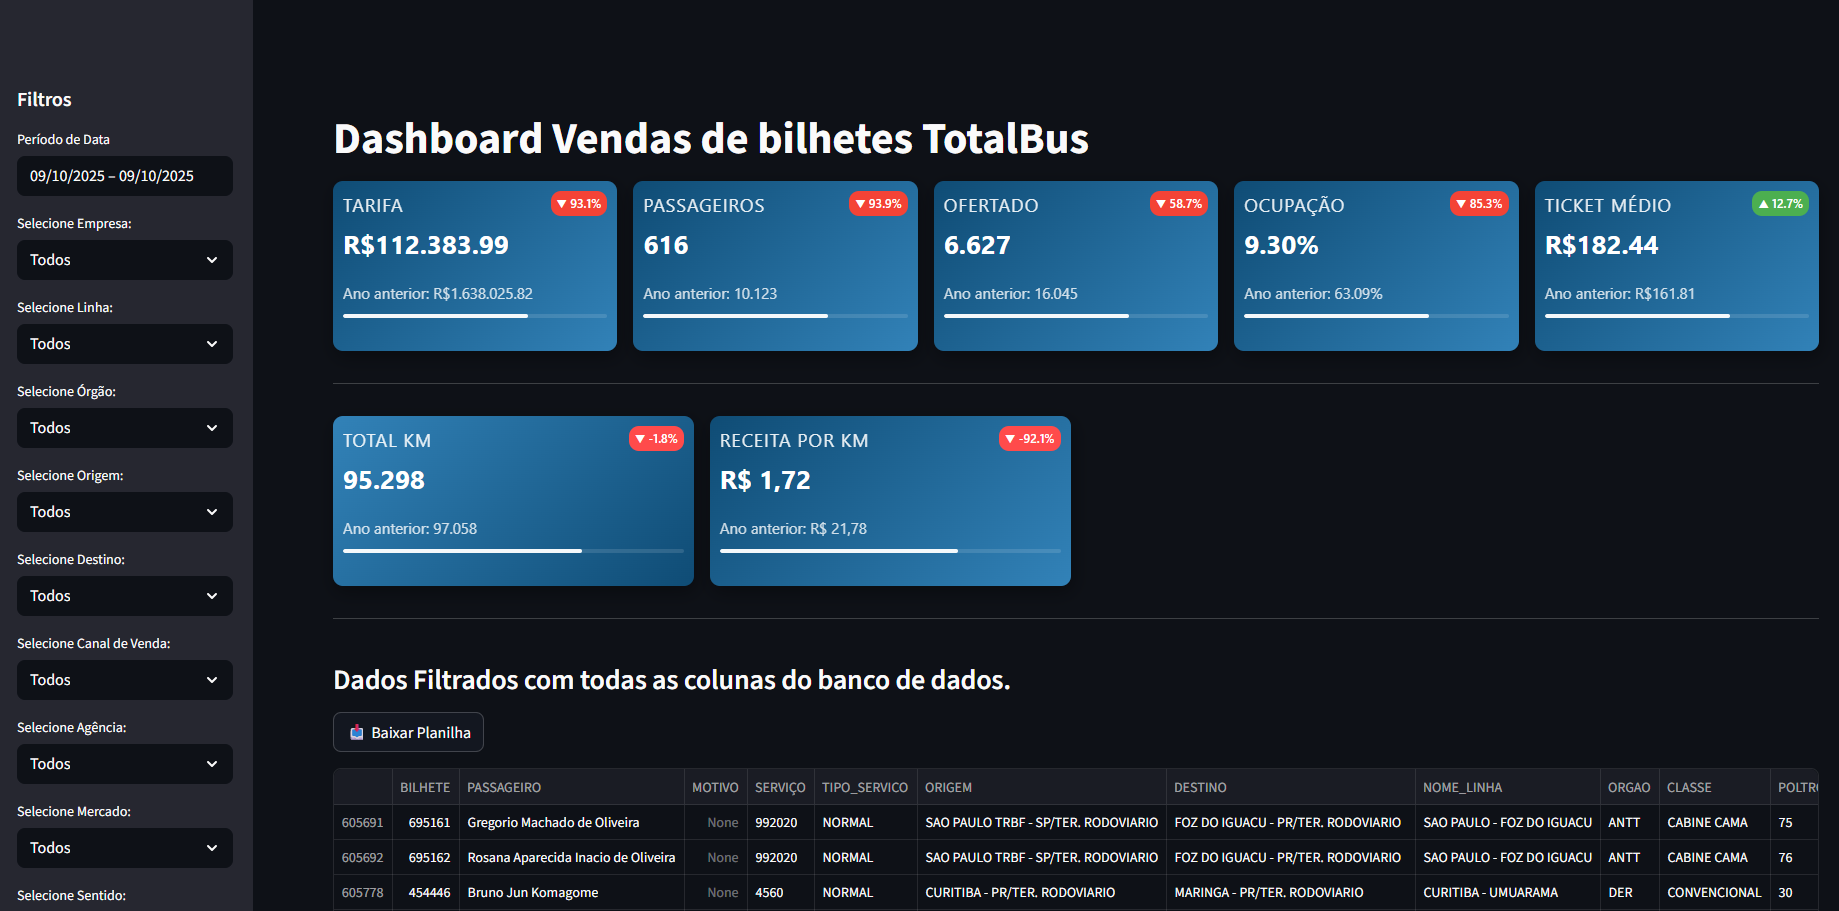 Filtros
Período de Data
09/10/2025 – 09/10/2025
Selecione Empresa:
Todos
Selecione Linha:
Todos
Selecione Órgão:
Todos
Selecione Origem:
Todos
Selecione Destino:
Todos
Selecione Canal de Venda:
Todos
Selecione Agência:
Todos
Selecione Mercado:
Todos
Selecione Sentido:
Dashboard Vendas de bilhetes TotalBus
TARIFA ▼ 93.1%
R$112.383.99
Ano anterior: R$1.638.025.82
PASSAGEIROS ▼ 93.9%
616
Ano anterior: 10.123
OFERTADO ▼ 58.7%
6.627
Ano anterior: 16.045
OCUPAÇÃO ▼ 85.3%
9.30%
Ano anterior: 63.09%
TICKET MÉDIO ▲ 12.7%
R$182.44
Ano anterior: R$161.81
TOTAL KM ▼ -1.8%
95.298
Ano anterior: 97.058
RECEITA POR KM ▼ -92.1%
R$ 1,72
Ano anterior: R$ 21,78
Dados Filtrados com todas as colunas do banco de dados.
Baixar Planilha
BILHETE PASSAGEIRO MOTIVO SERVIÇO TIPO_SERVICO ORIGEM DESTINO NOME_LINHA ORGAO CLASSE POLTR
605691 695161 Gregorio Machado de Oliveira None 992020 NORMAL SAO PAULO TRBF - SP/TER. RODOVIARIO FOZ DO IGUACU - PR/TER. RODOVIARIO SAO PAULO - FOZ DO IGUACU ANTT CABINE CAMA 75
605692 695162 Rosana Aparecida Inacio de Oliveira None 992020 NORMAL SAO PAULO TRBF - SP/TER. RODOVIARIO FOZ DO IGUACU - PR/TER. RODOVIARIO SAO PAULO - FOZ DO IGUACU ANTT CABINE CAMA 76
605778 454446 Bruno Jun Komagome None 4560 NORMAL CURITIBA - PR/TER. RODOVIARIO MARINGA - PR/TER. RODOVIARIO CURITIBA - UMUARAMA DER CONVENCIONAL 30